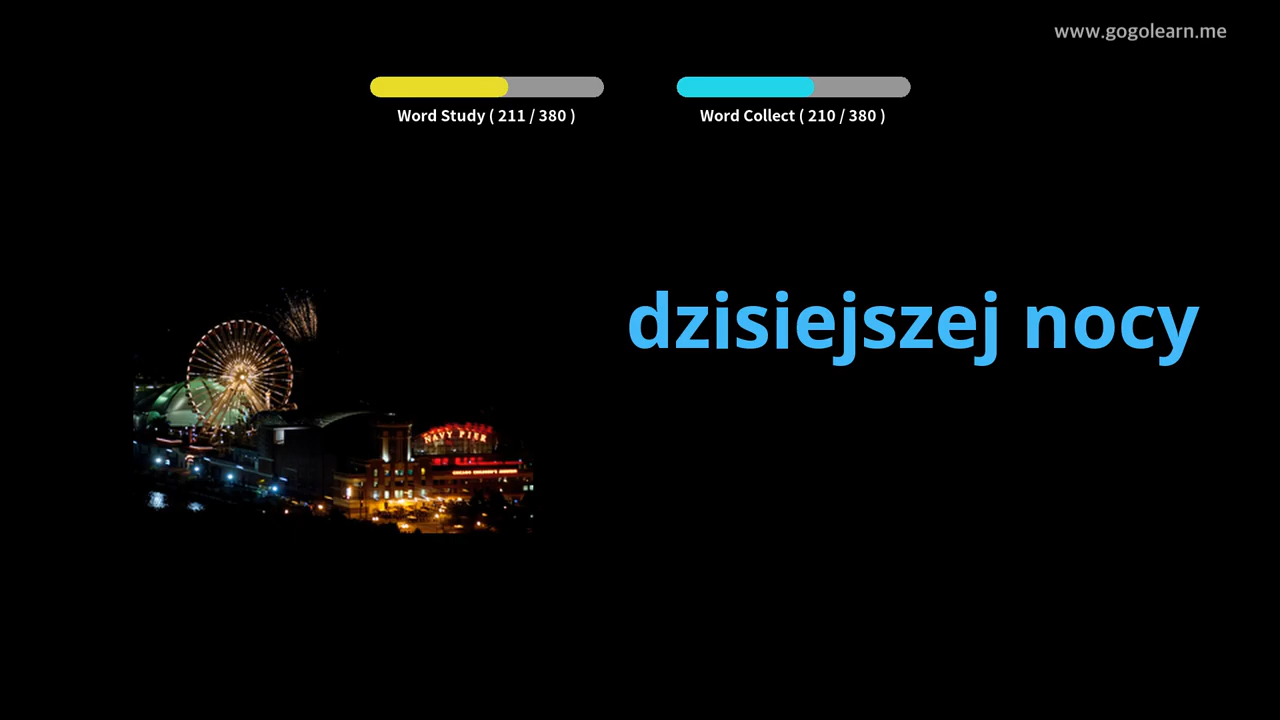 www.gogolearn.me
Word Study ( 211 / 380 )
Word Collect ( 210 / 380 )
dzisiejszej nocy
NAVY PIER